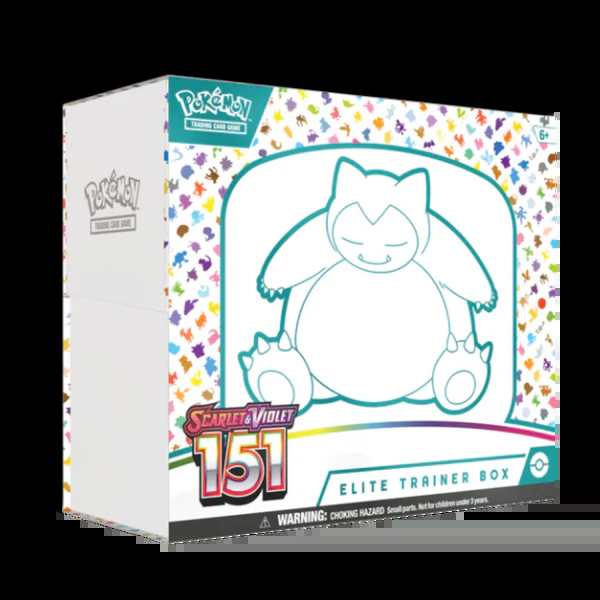 POKéMON
TRADING CARD GAME
6+
POKéMON
TRADING CARD GAME
SCARLET & VIOLET
151
ELITE TRAINER BOX
WARNING: CHOKING HAZARD Small parts. Not for children under 3 years.